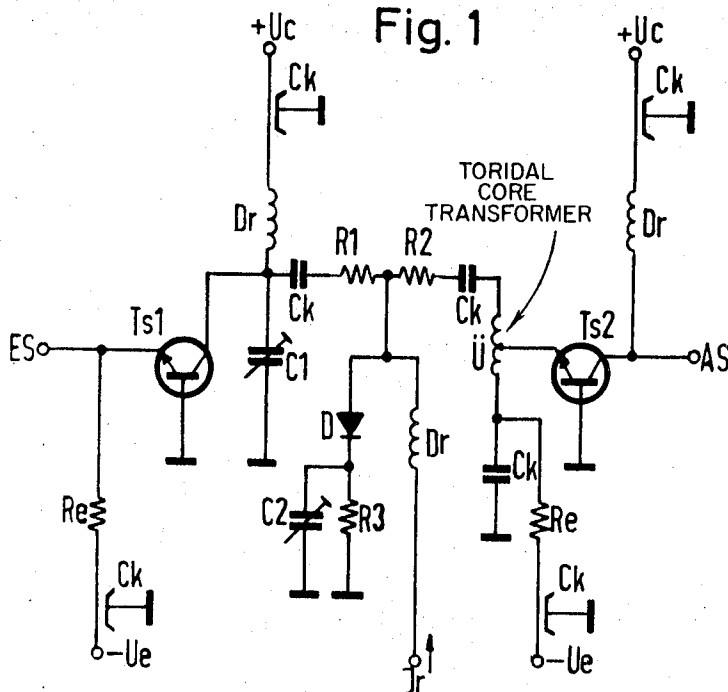 Fig. 1
+Uc
+Uc
Ck
Ck
TORIDAL
CORE
TRANSFORMER
Dr
Dr
R1
R2
Ck
Ck
Ts1
Ts2
ES
C1
Ü
AS
D
Dr
Ck
C2
R3
Re
Re
Ck
Ck
-Ue
-Ue
Jr